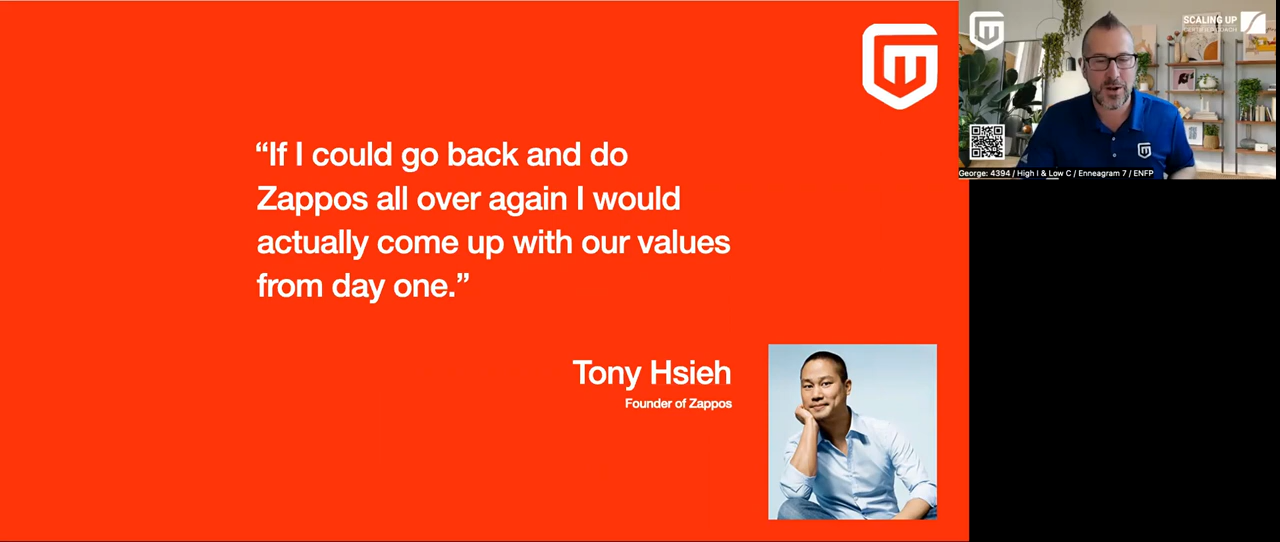 “If I could go back and do
Zappos all over again I would
actually come up with our values
from day one.”
Tony Hsieh
Founder of Zappos
SCALING UP
George: 4394 / High I & Low C / Enneagram 7 / ENFP